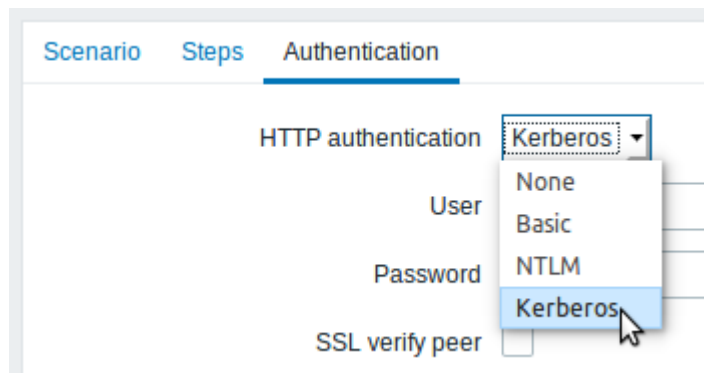 Scenario Steps Authentication
HTTP authentication Kerberos
None
User
Basic
NTLM
Password
Kerberos
SSL verify peer